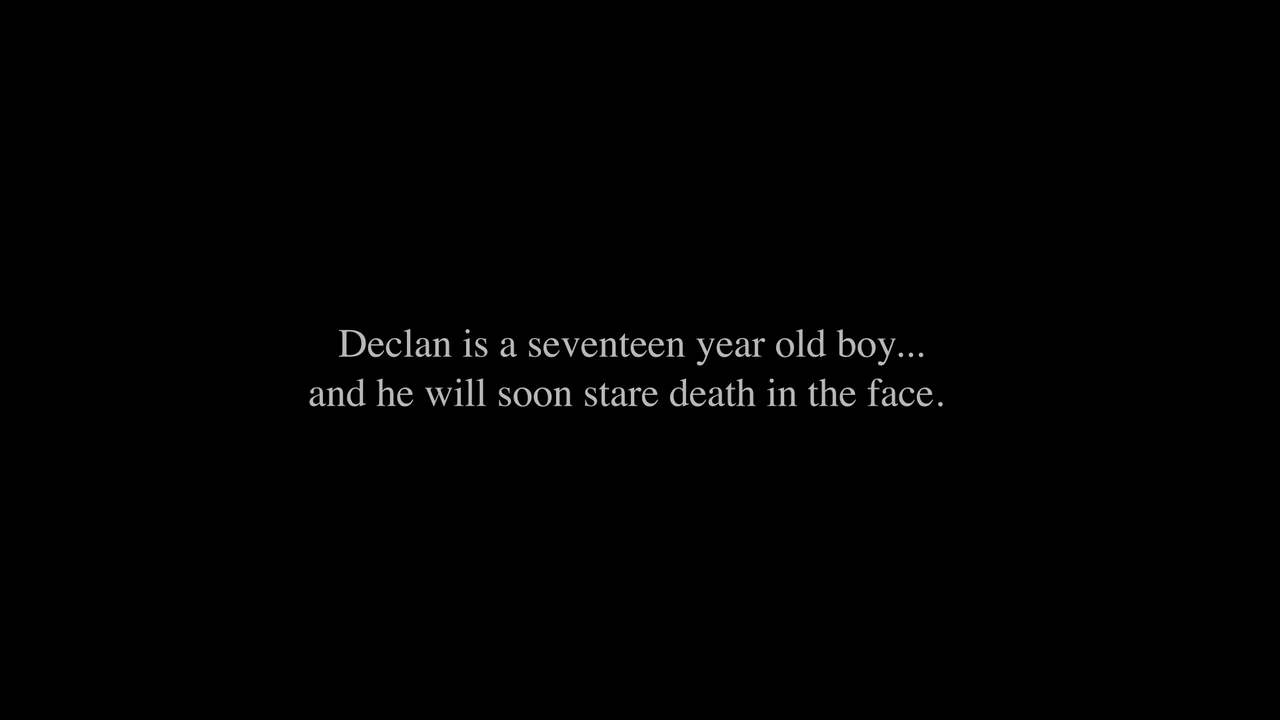 Declan is a seventeen year old boy...
and he will soon stare death in the face.